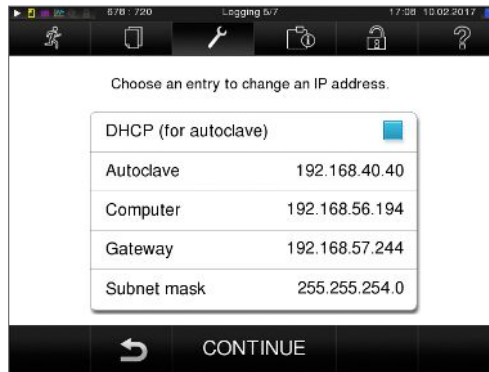 678 : 720 Logging 5/7 17:08 10.02.2017
Choose an entry to change an IP address.
DHCP (for autoclave)
Autoclave 192.168.40.40
Computer 192.168.56.194
Gateway 192.168.57.244
Subnet mask 255.255.254.0
CONTINUE